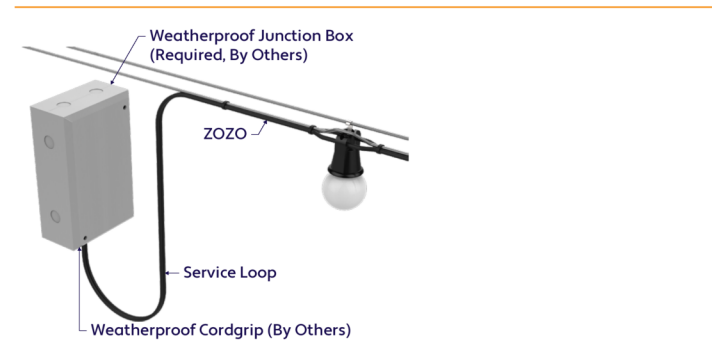 Weatherproof Junction Box
(Required, By Others)
ZOZO
Service Loop
Weatherproof Cordgrip (By Others)